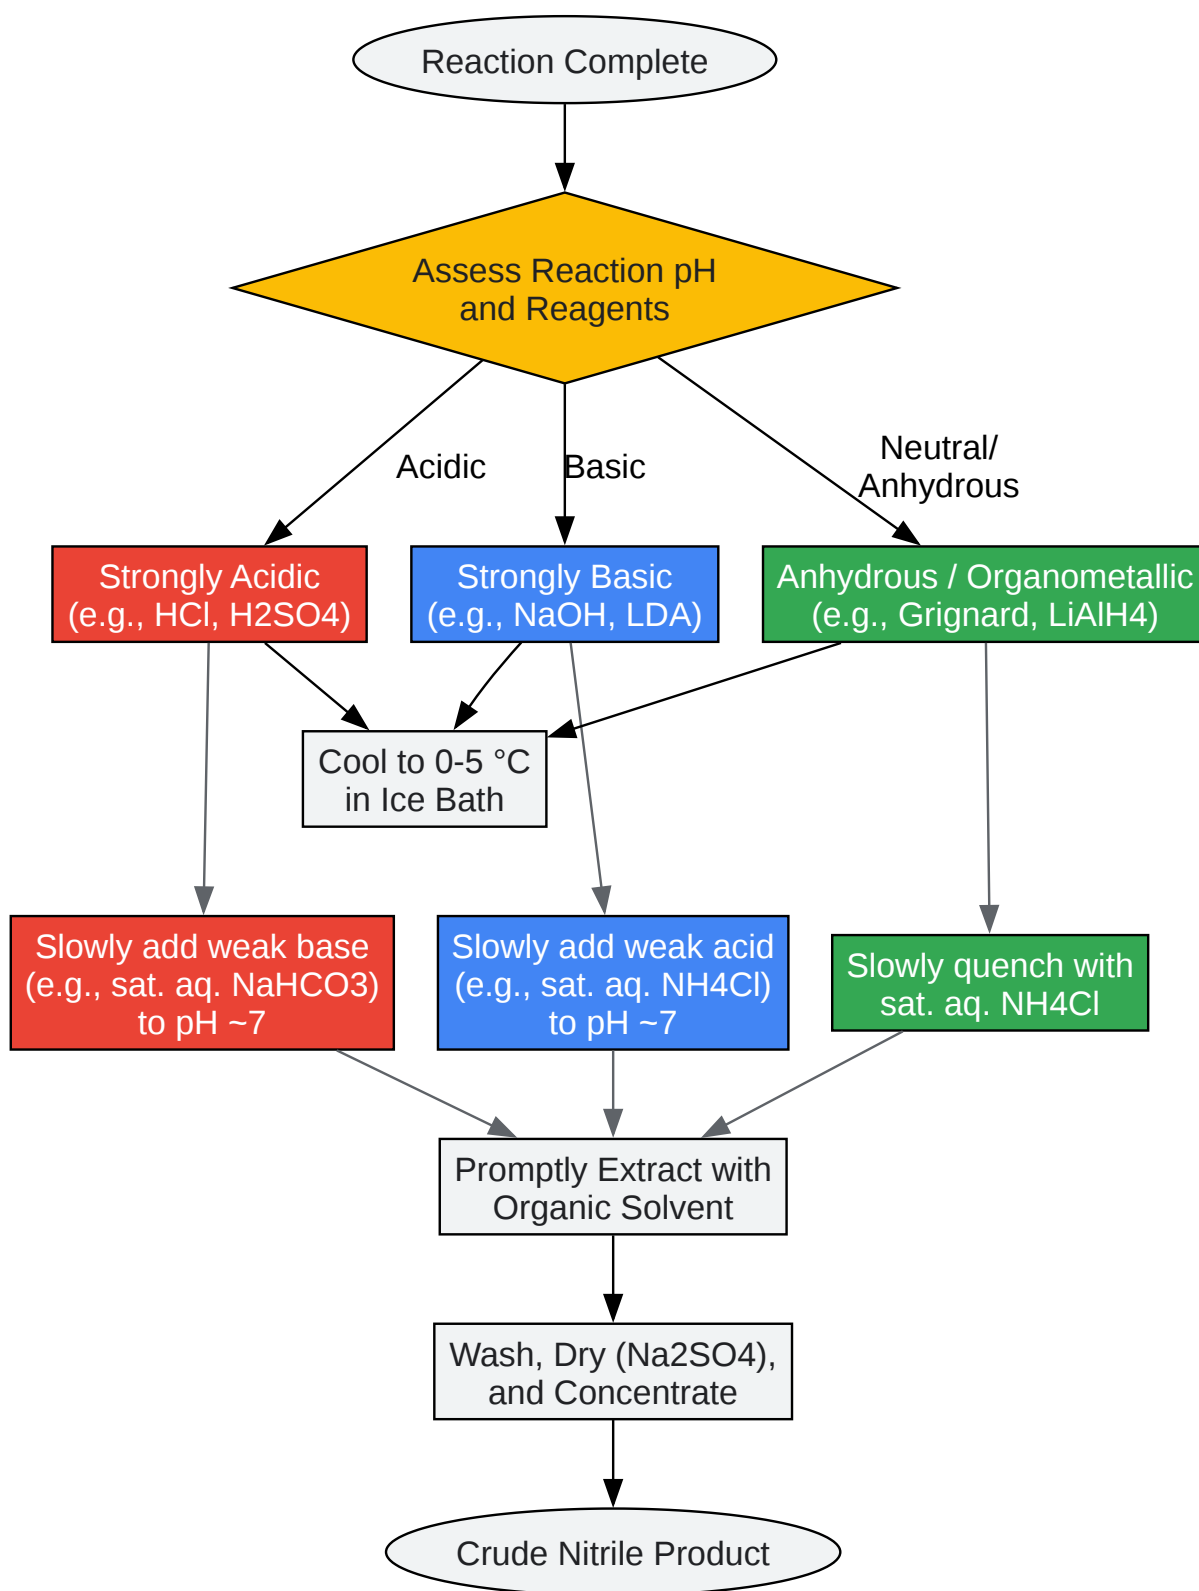 Reaction Complete
Assess Reaction pH
and Reagents
Acidic
Basic
Neutral/
Anhydrous
Strongly Acidic
(e.g., HCl, H2SO4)
Strongly Basic
(e.g., NaOH, LDA)
Anhydrous / Organometallic
(e.g., Grignard, LiAlH4)
Cool to 0-5 °C
in Ice Bath
Slowly add weak base
(e.g., sat. aq. NaHCO3)
to pH ~7
Slowly add weak acid
(e.g., sat. aq. NH4Cl)
to pH ~7
Slowly quench with
sat. aq. NH4Cl
Promptly Extract with
Organic Solvent
Wash, Dry (Na2SO4),
and Concentrate
Crude Nitrile Product